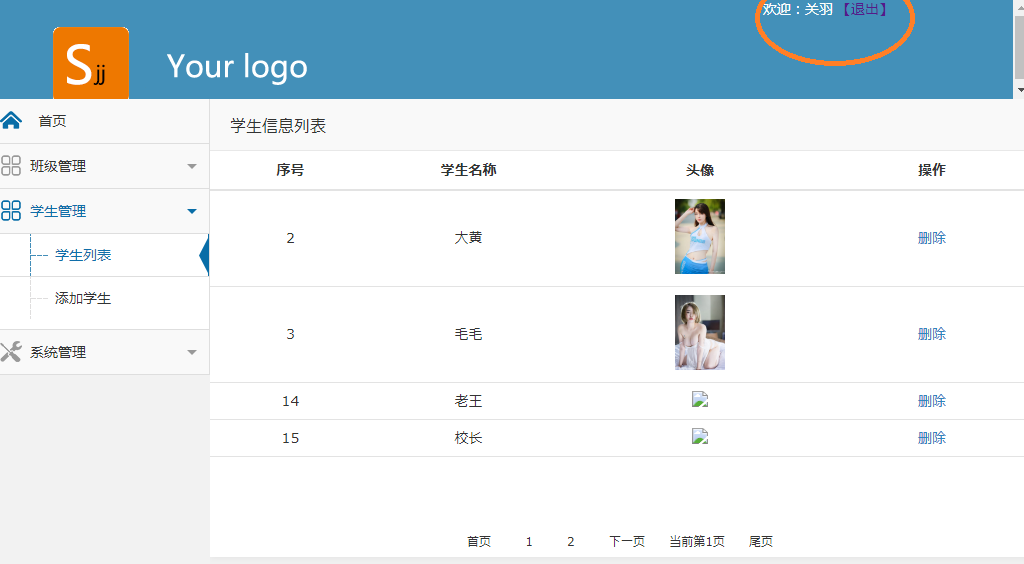 欢迎：关羽 【退出】
Sjj
Your logo
首页
班级管理
学生管理
学生列表
添加学生
系统管理
学生信息列表
序号 学生名称 头像 操作
2 大黄 删除
3 毛毛 删除
14 老王 删除
15 校长 删除
首页 1 2 下一页 当前第1页 尾页